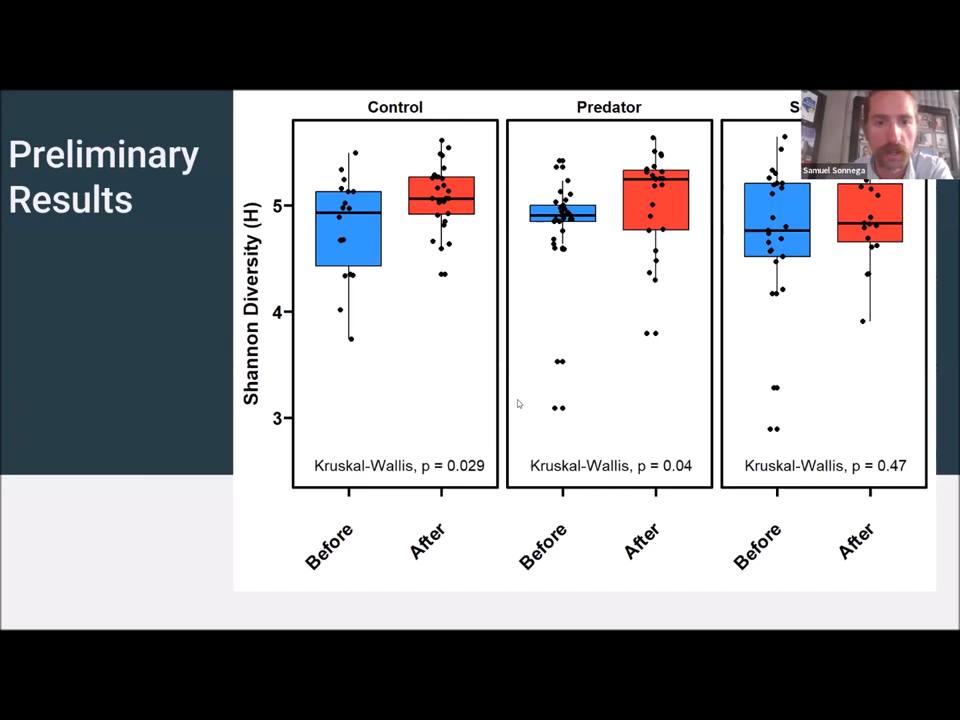 Preliminary
Results
Control
Predator
Samuel Sonnega
Shannon Diversity (H)
5
4
3
Kruskal-Wallis, p = 0.029
Kruskal-Wallis, p = 0.04
Kruskal-Wallis, p = 0.47
Before
After
Before
After
Before
After